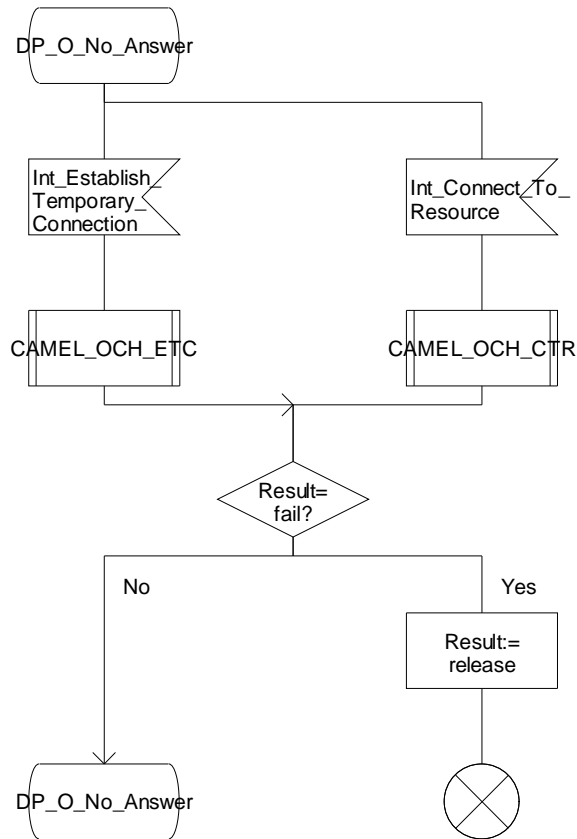 DP_O_No_Answer
Int_Establish_
Temporary_
Connection
Int_Connect_To_
Resource
CAMEL_OCH_ETC
CAMEL_OCH_CTR
Result=
fail?
No
Yes
Result:=
release
DP_O_No_Answer